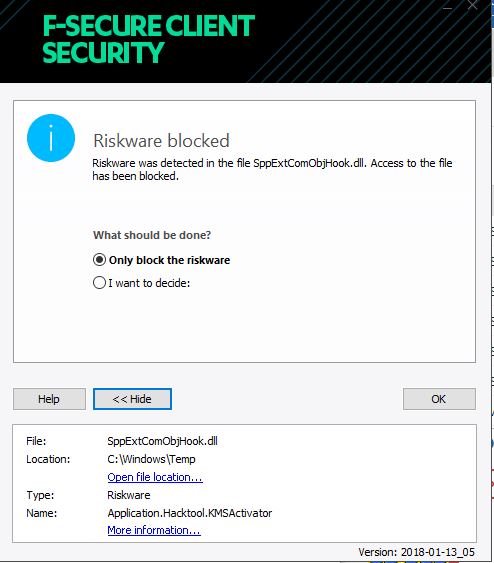 F-SECURE CLIENT
SECURITY
Riskware blocked
Riskware was detected in the file SppExtComObjHook.dll. Access to the file
has been blocked.
What should be done?
Only block the riskware
I want to decide:
Help
<< Hide
OK
File: SppExtComObjHook.dll
Location: C:\Windows\Temp
Open file location...
Type: Riskware
Name: Application.Hacktool.KMSActivator
More information...
Version: 2018-01-13_05